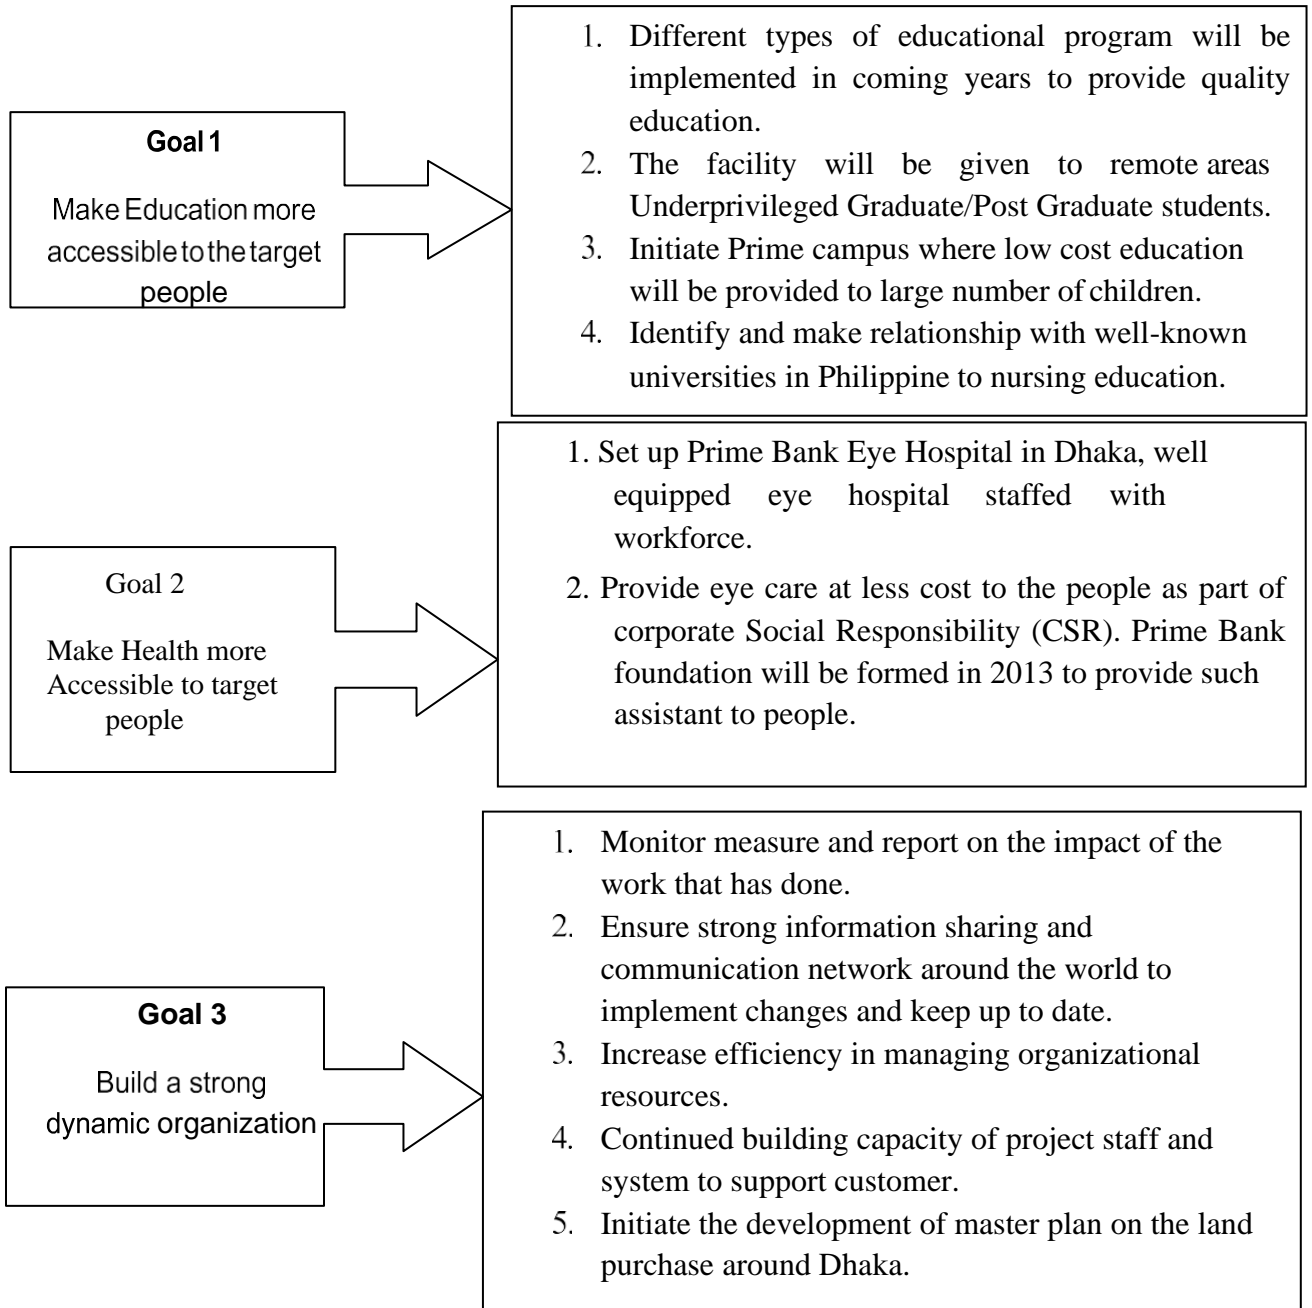 Goal 1
Make Education more
accessible to the target
people
1. Different types of educational program will be
implemented in coming years to provide quality
education.
2. The facility will be given to remote areas
Underprivileged Graduate/Post Graduate students.
3. Initiate Prime campus where low cost education
will be provided to large number of children.
4. Identify and make relationship with well-known
universities in Philippine to nursing education.
Goal 2
Make Health more
Accessible to target
people
1. Set up Prime Bank Eye Hospital in Dhaka, well
equipped eye hospital staffed with
workforce.
2. Provide eye care at less cost to the people as part of
corporate Social Responsibility (CSR). Prime Bank
foundation will be formed in 2013 to provide such
assistant to people.
Goal 3
Build a strong
dynamic organization
1. Monitor measure and report on the impact of the
work that has done.
2. Ensure strong information sharing and
communication network around the world to
implement changes and keep up to date.
3. Increase efficiency in managing organizational
resources.
4. Continued building capacity of project staff and
system to support customer.
5. Initiate the development of master plan on the land
purchase around Dhaka.